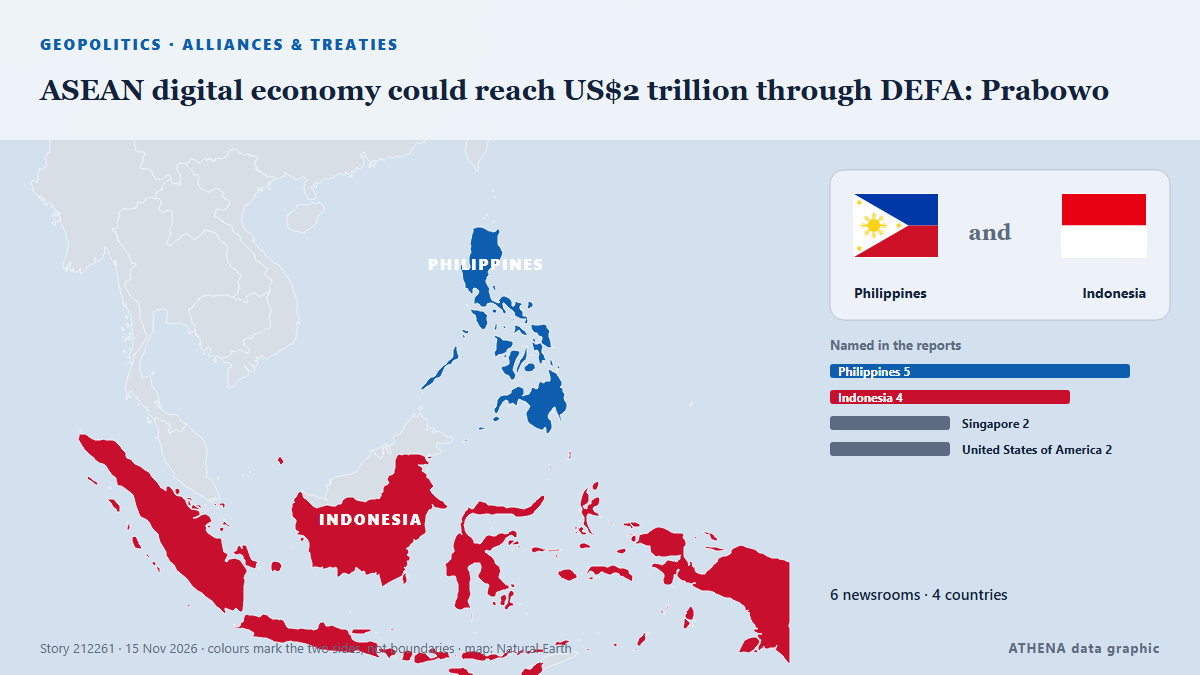 GEOPOLITICS · ALLIANCES & TREATIES
ASEAN digital economy could reach US$2 trillion through DEFA: Prabowo
PHILIPPINES
INDONESIA
and
Philippines
Indonesia
Named in the reports
Philippines 5
Indonesia 4
Singapore 2
United States of America 2
6 newsrooms · 4 countries
Story 212261 · 15 Nov 2026 · colours mark the two sides, not boundaries · map: Natural Earth
ATHENA data graphic